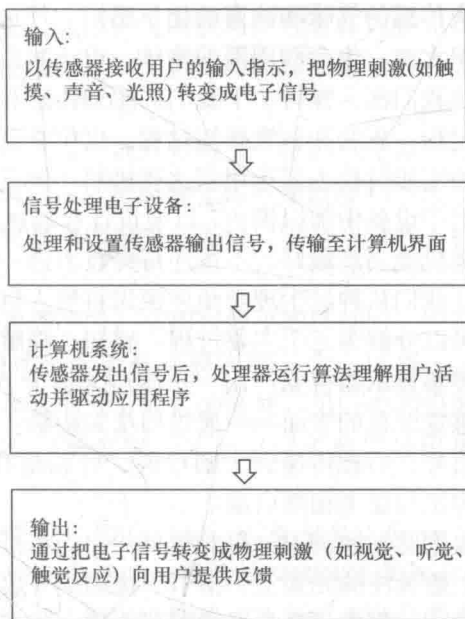 输入：
以传感器接收用户的输入指示，把物理刺激(如触
摸、声音、光照)转变成电子信号
信号处理电子设备：
处理和设置传感器输出信号，传输至计算机界面
计算机系统：
传感器发出信号后，处理器运行算法理解用户活
动并驱动应用程序
输出：
通过把电子信号转变成物理刺激（如视觉、听觉、
触觉反应）向用户提供反馈